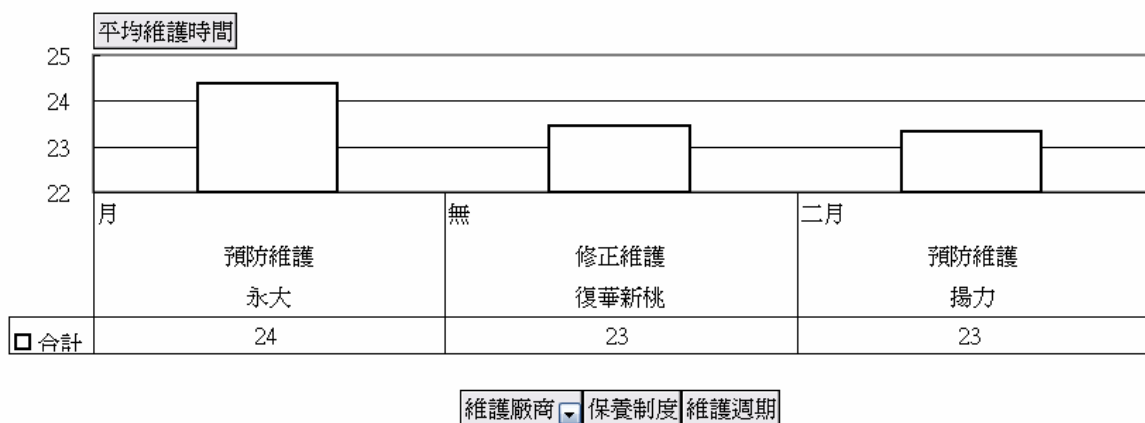 平均維護時間
25
24
23
22
月 無 二月
預防維護 修正維護 預防維護
永大 復華新桃 揚力
合計 24 23 23
維護廠商 保養制度 維護週期